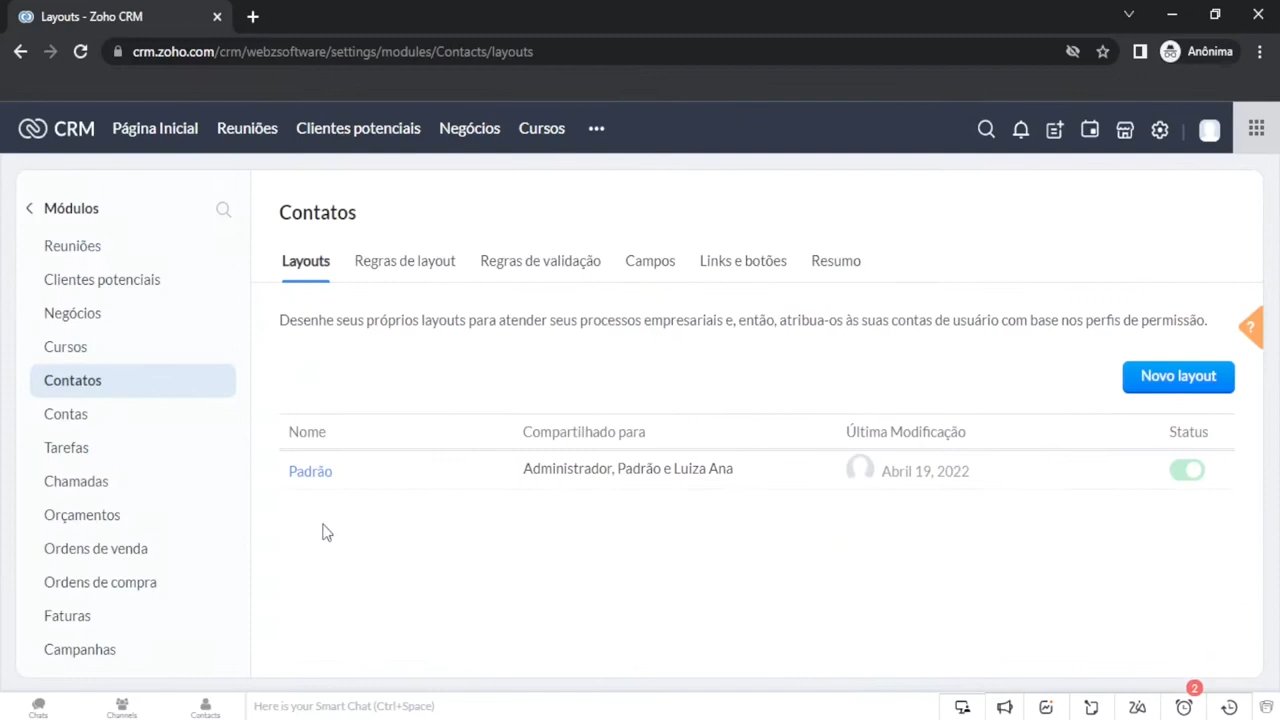 Layouts - Zoho CRM
crm.zoho.com/crm/webzsoftware/settings/modules/Contacts/layouts
Anônima
CRM
Página Inicial
Reuniões
Clientes potenciais
Negócios
Cursos
Módulos
Reuniões
Clientes potenciais
Negócios
Cursos
Contatos
Contas
Tarefas
Chamadas
Orçamentos
Ordens de venda
Ordens de compra
Faturas
Campanhas
Contatos
Layouts
Regras de layout
Regras de validação
Campos
Links e botões
Resumo
Desenhe seus próprios layouts para atender seus processos empresariais e, então, atribua-os às suas contas de usuário com base nos perfis de permissão.
?
Novo layout
Nome
Compartilhado para
Última Modificação
Status
Padrão
Administrador, Padrão e Luiza Ana
Abril 19, 2022
Chats
Channels
Contacts
Here is your Smart Chat (Ctrl+Space)
2